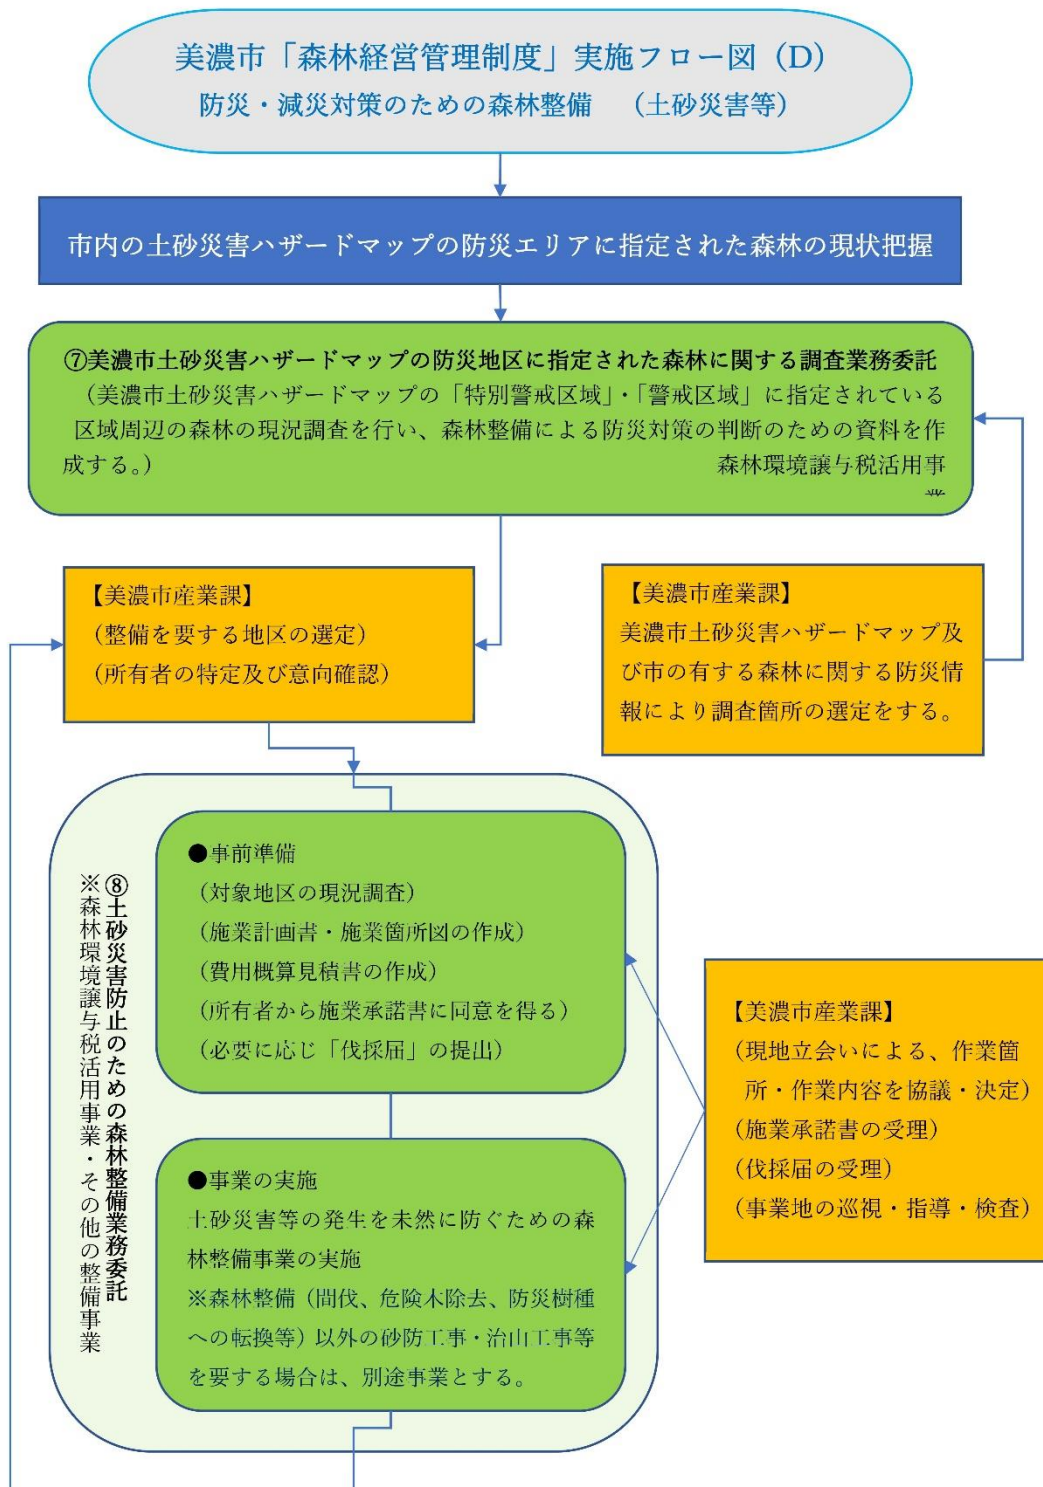 美濃市「森林経営管理制度」実施フロー図（D）
防災・減災対策のための森林整備　（土砂災害等）
市内の土砂災害ハザードマップの防災エリアに指定された森林の現状把握
⑦美濃市土砂災害ハザードマップの防災地区に指定された森林に関する調査業務委託
（美濃市土砂災害ハザードマップの「特別警戒区域」・「警戒区域」に指定されている
区域周辺の森林の現況調査を行い、森林整備による防災対策の判断のための資料を作
成する。）　森林環境譲与税活用事
【美濃市産業課】
（整備を要する地区の選定）
（所有者の特定及び意向確認）
【美濃市産業課】
美濃市土砂災害ハザードマップ及
び市の有する森林に関する防災情
報により調査箇所の選定をする。
⑧土砂災害防止のための森林整備業務委託
※森林環境譲与税活用事業・その他の整備事業
●事前準備
（対象地区の現況調査）
（施業計画書・施業箇所図の作成）
（費用概算見積書の作成）
（所有者から施業承諾書に同意を得る）
（必要に応じ「伐採届」の提出）
【美濃市産業課】
（現地立会いによる、作業箇
所・作業内容を協議・決定）
（施業承諾書の受理）
（伐採届の受理）
（事業地の巡視・指導・検査）
●事業の実施
土砂災害等の発生を未然に防ぐための森
林整備事業の実施
※森林整備（間伐、危険木除去、防災樹種
への転換等）以外の砂防工事・治山工事等
を要する場合は、別途事業とする。